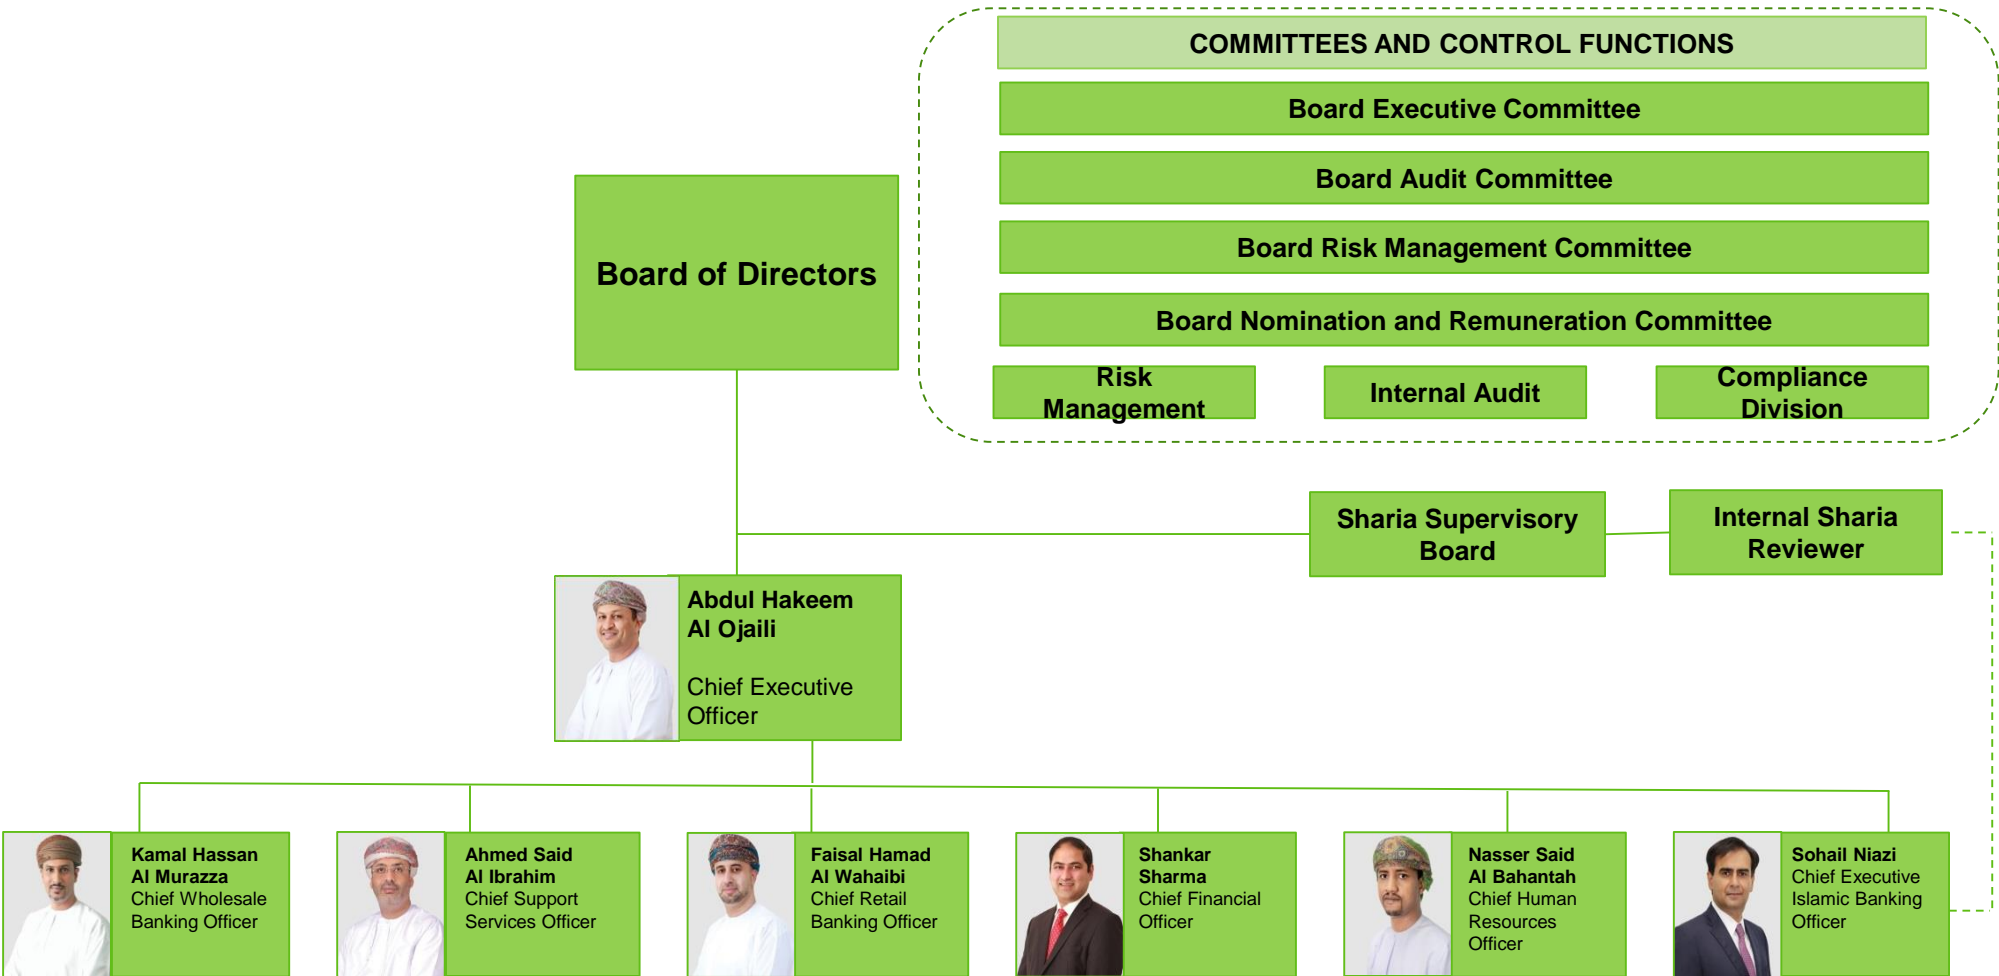 COMMITTEES AND CONTROL FUNCTIONS
Board Executive Committee
Board Audit Committee
Board Risk Management Committee
Board Nomination and Remuneration Committee
Risk
Management
Internal Audit
Compliance
Division
Board of Directors
Sharia Supervisory
Board
Internal Sharia
Reviewer
Abdul Hakeem
Al Ojaili
Chief Executive
Officer
Kamal Hassan
Al Murazza
Chief Wholesale
Banking Officer
Ahmed Said
Al Ibrahim
Chief Support
Services Officer
Faisal Hamad
Al Wahaibi
Chief Retail
Banking Officer
Shankar
Sharma
Chief Financial
Officer
Nasser Said
Al Bahantah
Chief Human
Resources
Officer
Sohail Niazi
Chief Executive
Islamic Banking
Officer